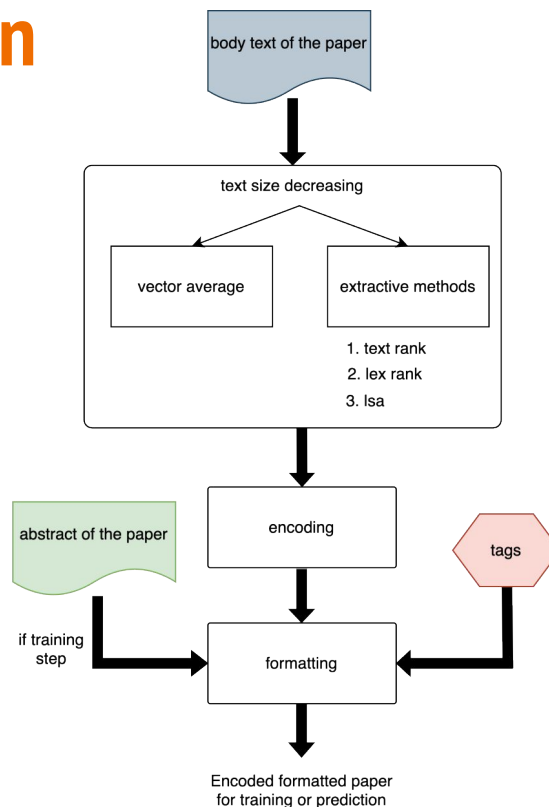 n
body text of the paper
text size decreasing
vector average
extractive methods
1. text rank
2. lex rank
3. lsa
encoding
abstract of the paper
tags
if training
step
formatting
Encoded formatted paper
for training or prediction